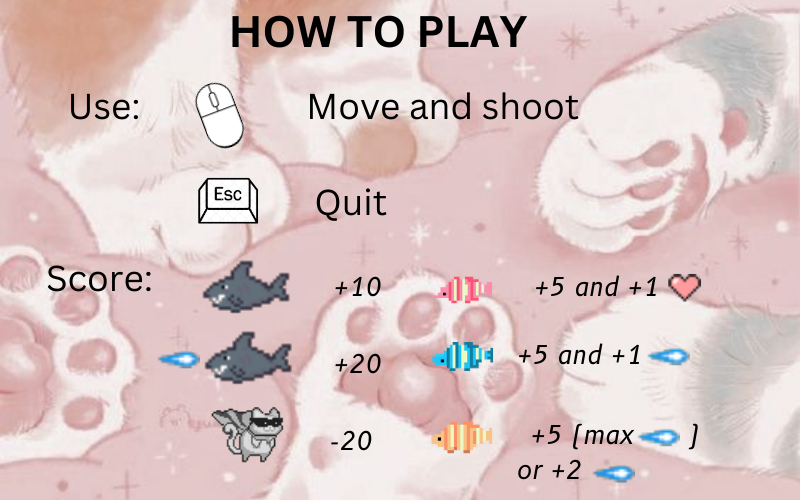 HOW TO PLAY
Use: Move and shoot
Esc Quit
Score: +10 +5 and +1
+20 +5 and +1
-20 +5 (max )
or +2